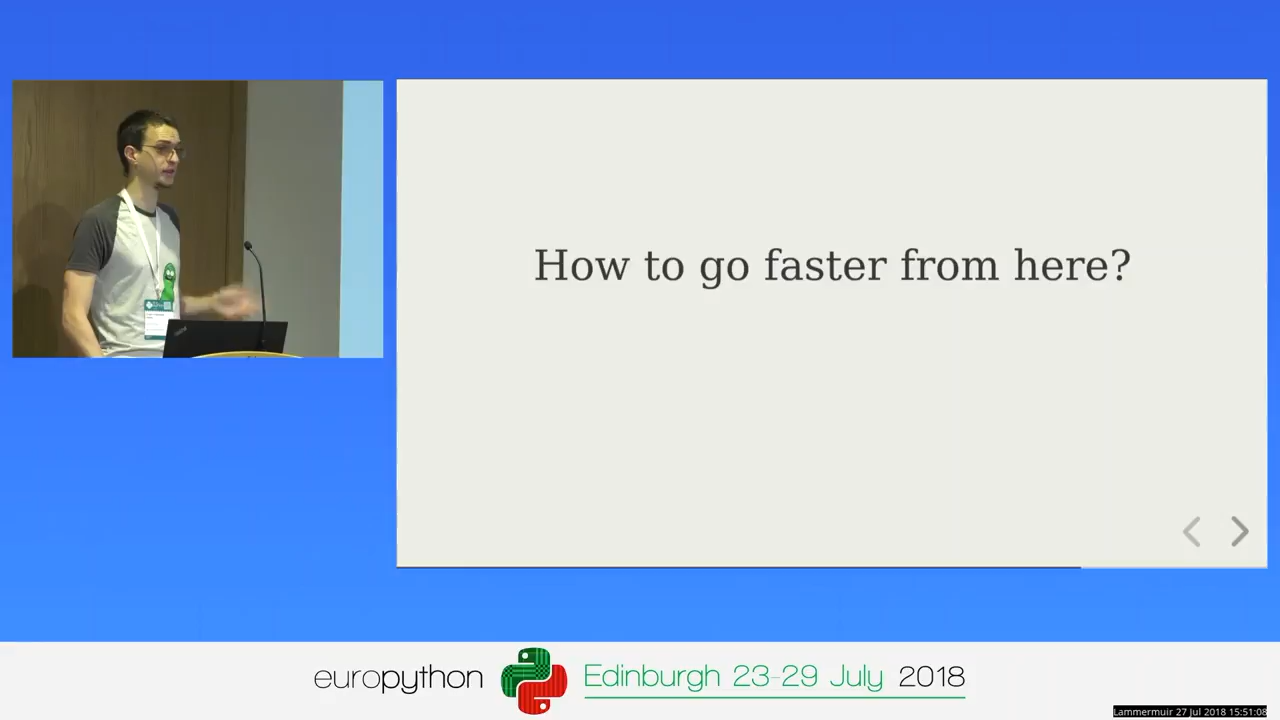 How to go faster from here?
europython Edinburgh 23-29 July 2018
Lammermuir 27 Jul 2018 15:51:08